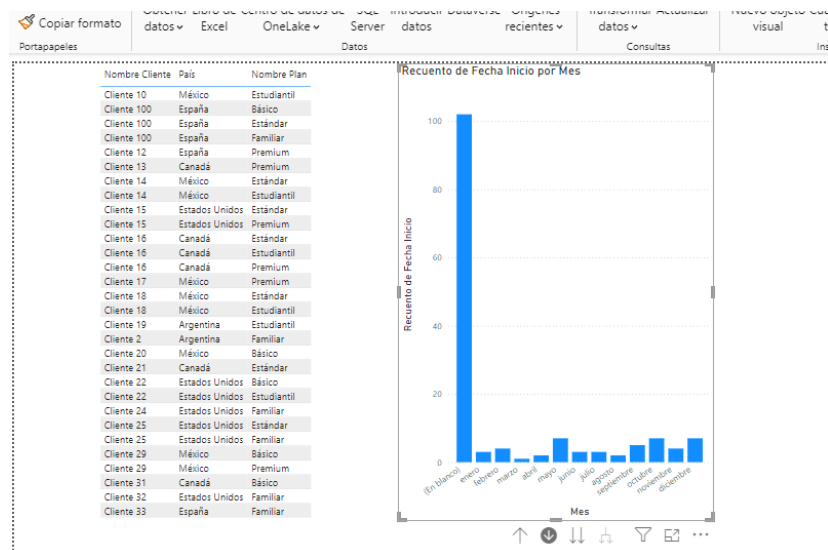 Copiar formato
datos
Excel
OneLake
Server
datos
recientes
datos
visual
Portapapeles
Datos
Consultas
Nombre Cliente País Nombre Plan
Cliente 10 México Estudiantil
Cliente 100 España Básico
Cliente 100 España Estándar
Cliente 100 España Familiar
Cliente 12 España Premium
Cliente 13 Canadá Premium
Cliente 14 México Estándar
Cliente 14 México Estudiantil
Cliente 15 Estados Unidos Estándar
Cliente 15 Estados Unidos Premium
Cliente 16 Canadá Estándar
Cliente 16 Canadá Estudiantil
Cliente 16 Canadá Premium
Cliente 17 México Premium
Cliente 18 México Estándar
Cliente 18 México Estudiantil
Cliente 19 Argentina Estudiantil
Cliente 2 Argentina Familiar
Cliente 20 México Básico
Cliente 21 Canadá Estándar
Cliente 22 Estados Unidos Básico
Cliente 22 Estados Unidos Estudiantil
Cliente 24 Estados Unidos Familiar
Cliente 25 Estados Unidos Estándar
Cliente 25 Estados Unidos Familiar
Cliente 29 México Básico
Cliente 29 México Premium
Cliente 31 Canadá Básico
Cliente 32 Estados Unidos Familiar
Cliente 33 España Familiar
Recuento de Fecha Inicio por Mes
Recuento de Fecha Inicio
100
80
60
40
20
0
(En blanco)
enero
febrero
marzo
abril
mayo
junio
julio
agosto
septiembre
octubre
noviembre
diciembre
Mes